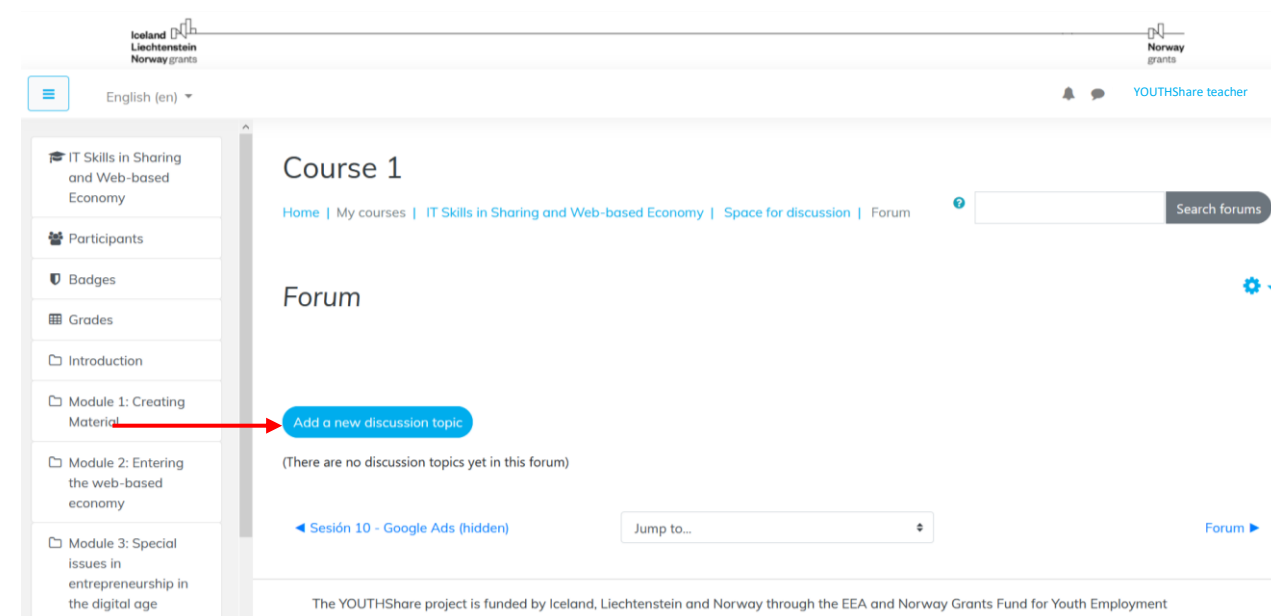 Iceland
Liechtenstein
Norway grants
Norway
grants
English (en)
YOUTHShare teacher
IT Skills in Sharing
and Web-based
Economy
Participants
Badges
Grades
Introduction
Module 1: Creating
Material
Module 2: Entering
the web-based
economy
Module 3: Special
issues in
entrepreneurship in
the digital age
Course 1
Home | My courses | IT Skills in Sharing and Web-based Economy | Space for discussion | Forum
Search forums
Forum
Add a new discussion topic
(There are no discussion topics yet in this forum)
◄ Sesión 10 - Google Ads (hidden)
Jump to...
Forum ►
The YOUTHShare project is funded by Iceland, Liechtenstein and Norway through the EEA and Norway Grants Fund for Youth Employment